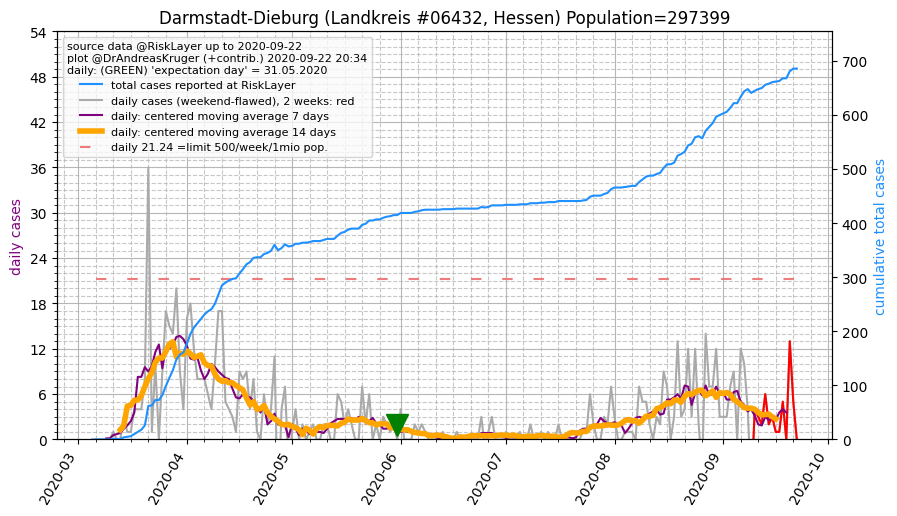 Darmstadt-Dieburg (Landkreis #06432, Hessen) Population=297399
source data @RiskLayer up to 2020-09-22
plot @DrAndreasKruger (+contrib.) 2020-09-22 20:34
daily: (GREEN) 'expectation day' = 31.05.2020
total cases reported at RiskLayer
daily cases (weekend-flawed), 2 weeks: red
daily: centered moving average 7 days
daily: centered moving average 14 days
daily 21.24 =limit 500/week/1mio pop.
daily cases
54
48
42
36
30
24
18
12
6
0
cumulative total cases
700
600
500
400
300
200
100
0
2020-03
2020-04
2020-05
2020-06
2020-07
2020-08
2020-09
2020-10